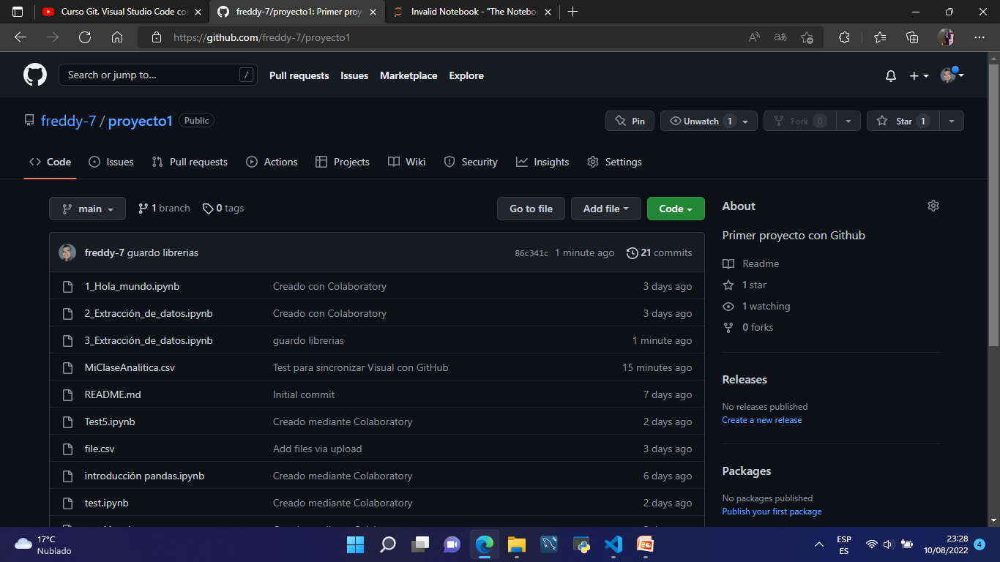 Curso Git. Visual Studio Code co
freddy-7/proyecto1: Primer proy
Invalid Notebook - "The Notebo
https://github.com/freddy-7/proyecto1
Search or jump to...
/
Pull requests
Issues
Marketplace
Explore
freddy-7 / proyecto1
Public
Pin
Unwatch 1
Fork 0
Star 1
Code
Issues
Pull requests
Actions
Projects
Wiki
Security
Insights
Settings
main
1 branch
0 tags
Go to file
Add file
Code
freddy-7 guardo librerias
86c341c 1 minute ago
21 commits
1_Hola_mundo.ipynb Creado con Colaboratory 3 days ago
2_Extracción_de_datos.ipynb Creado con Colaboratory 3 days ago
3_Extracción_de_datos.ipynb guardo librerias 1 minute ago
MiClaseAnalitica.csv Test para sincronizar Visual con GitHub 15 minutes ago
README.md Initial commit 7 days ago
Test5.ipynb Creado mediante Colaboratory 2 days ago
file.csv Add files via upload 3 days ago
introducción pandas.ipynb Creado mediante Colaboratory 6 days ago
test.ipynb Creado mediante Colaboratory 2 days ago
About
Primer proyecto con Github
Readme
1 star
1 watching
0 forks
Releases
No releases published
Create a new release
Packages
No packages published
Publish your first package
17°C
Nublado
ESP
ES
23:28
10/08/2022
4